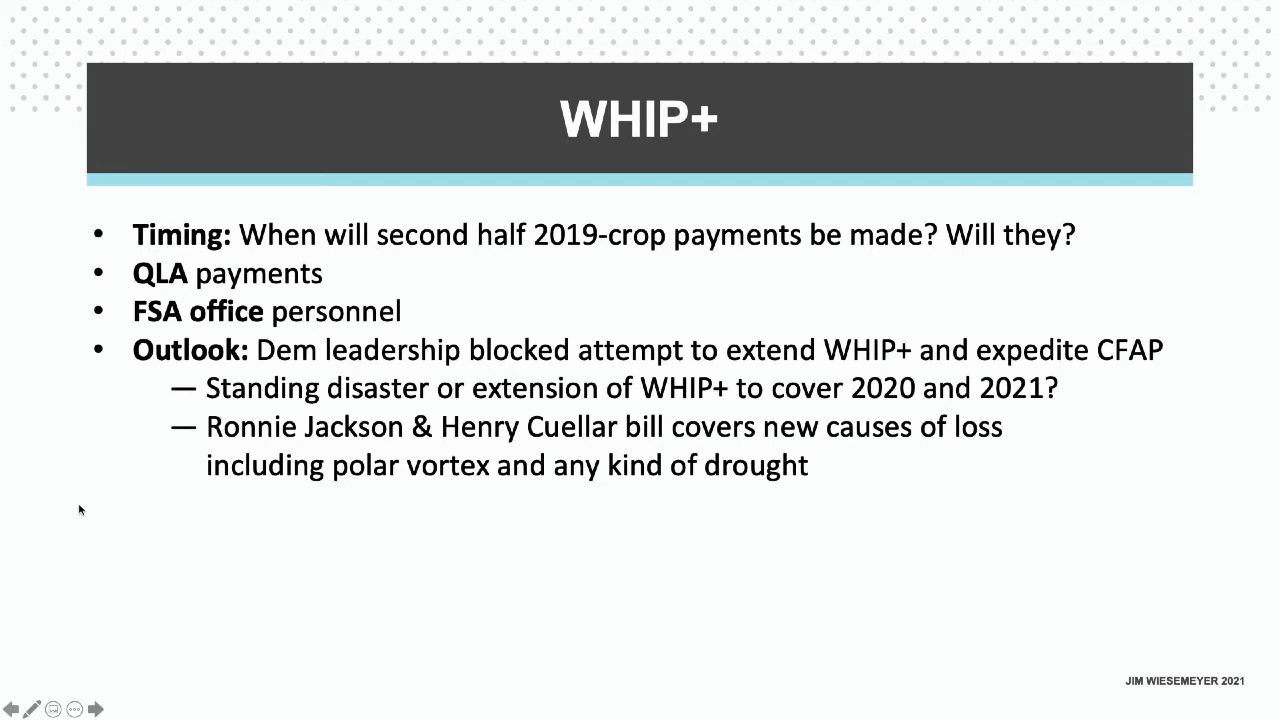 WHIP+
• Timing: When will second half 2019-crop payments be made? Will they?
• QLA payments
• FSA office personnel
• Outlook: Dem leadership blocked attempt to extend WHIP+ and expedite CFAP
— Standing disaster or extension of WHIP+ to cover 2020 and 2021?
— Ronnie Jackson & Henry Cuellar bill covers new causes of loss
including polar vortex and any kind of drought
JIM WIESEMEYER 2021